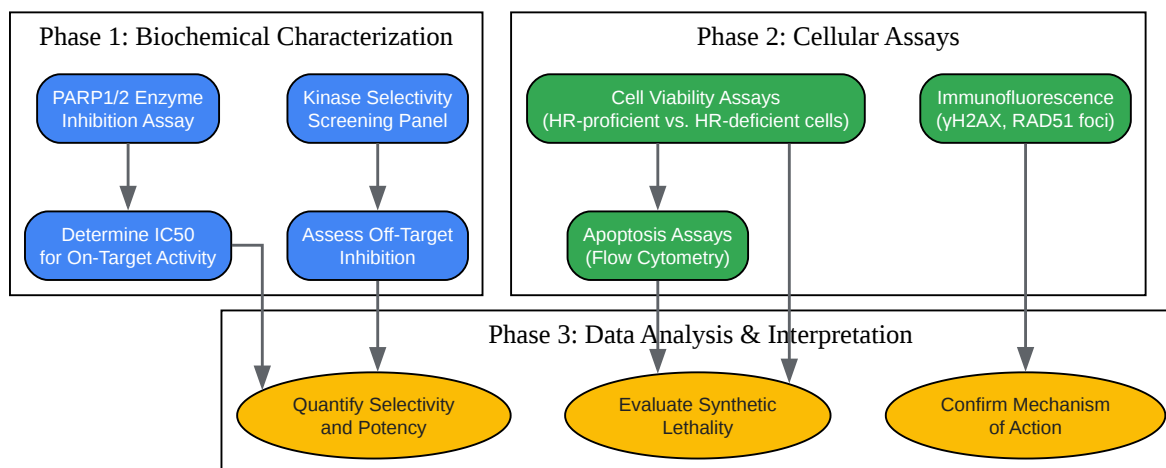 Phase 1: Biochemical Characterization
PARP1/2 Enzyme
Inhibition Assay
Kinase Selectivity
Screening Panel
Determine IC50
for On-Target Activity
Assess Off-Target
Inhibition
Phase 2: Cellular Assays
Cell Viability Assays
(HR-proficient vs. HR-deficient cells)
Immunofluorescence
(γH2AX, RAD51 foci)
Apoptosis Assays
(Flow Cytometry)
Phase 3: Data Analysis & Interpretation
Quantify Selectivity
and Potency
Evaluate Synthetic
Lethality
Confirm Mechanism
of Action